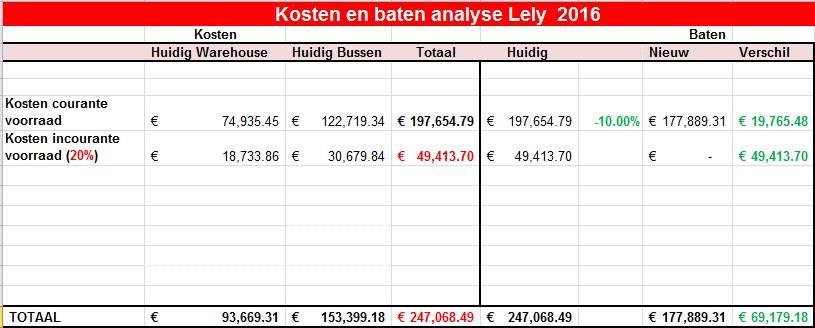 Kosten en baten analyse Lely 2016
Kosten Baten
Huidig Warehouse Huidig Bussen Totaal Huidig Nieuw Verschil
Kosten courante
voorraad € 74,935.45 € 122,719.34 € 197,654.79 € 197,654.79 -10.00% € 177,889.31 € 19,765.48
Kosten incourante
voorraad (20%) € 18,733.86 € 30,679.84 € 49,413.70 € 49,413.70 € - € 49,413.70
TOTAAL € 93,669.31 € 153,399.18 € 247,068.49 € 247,068.49 € 177,889.31 € 69,179.18